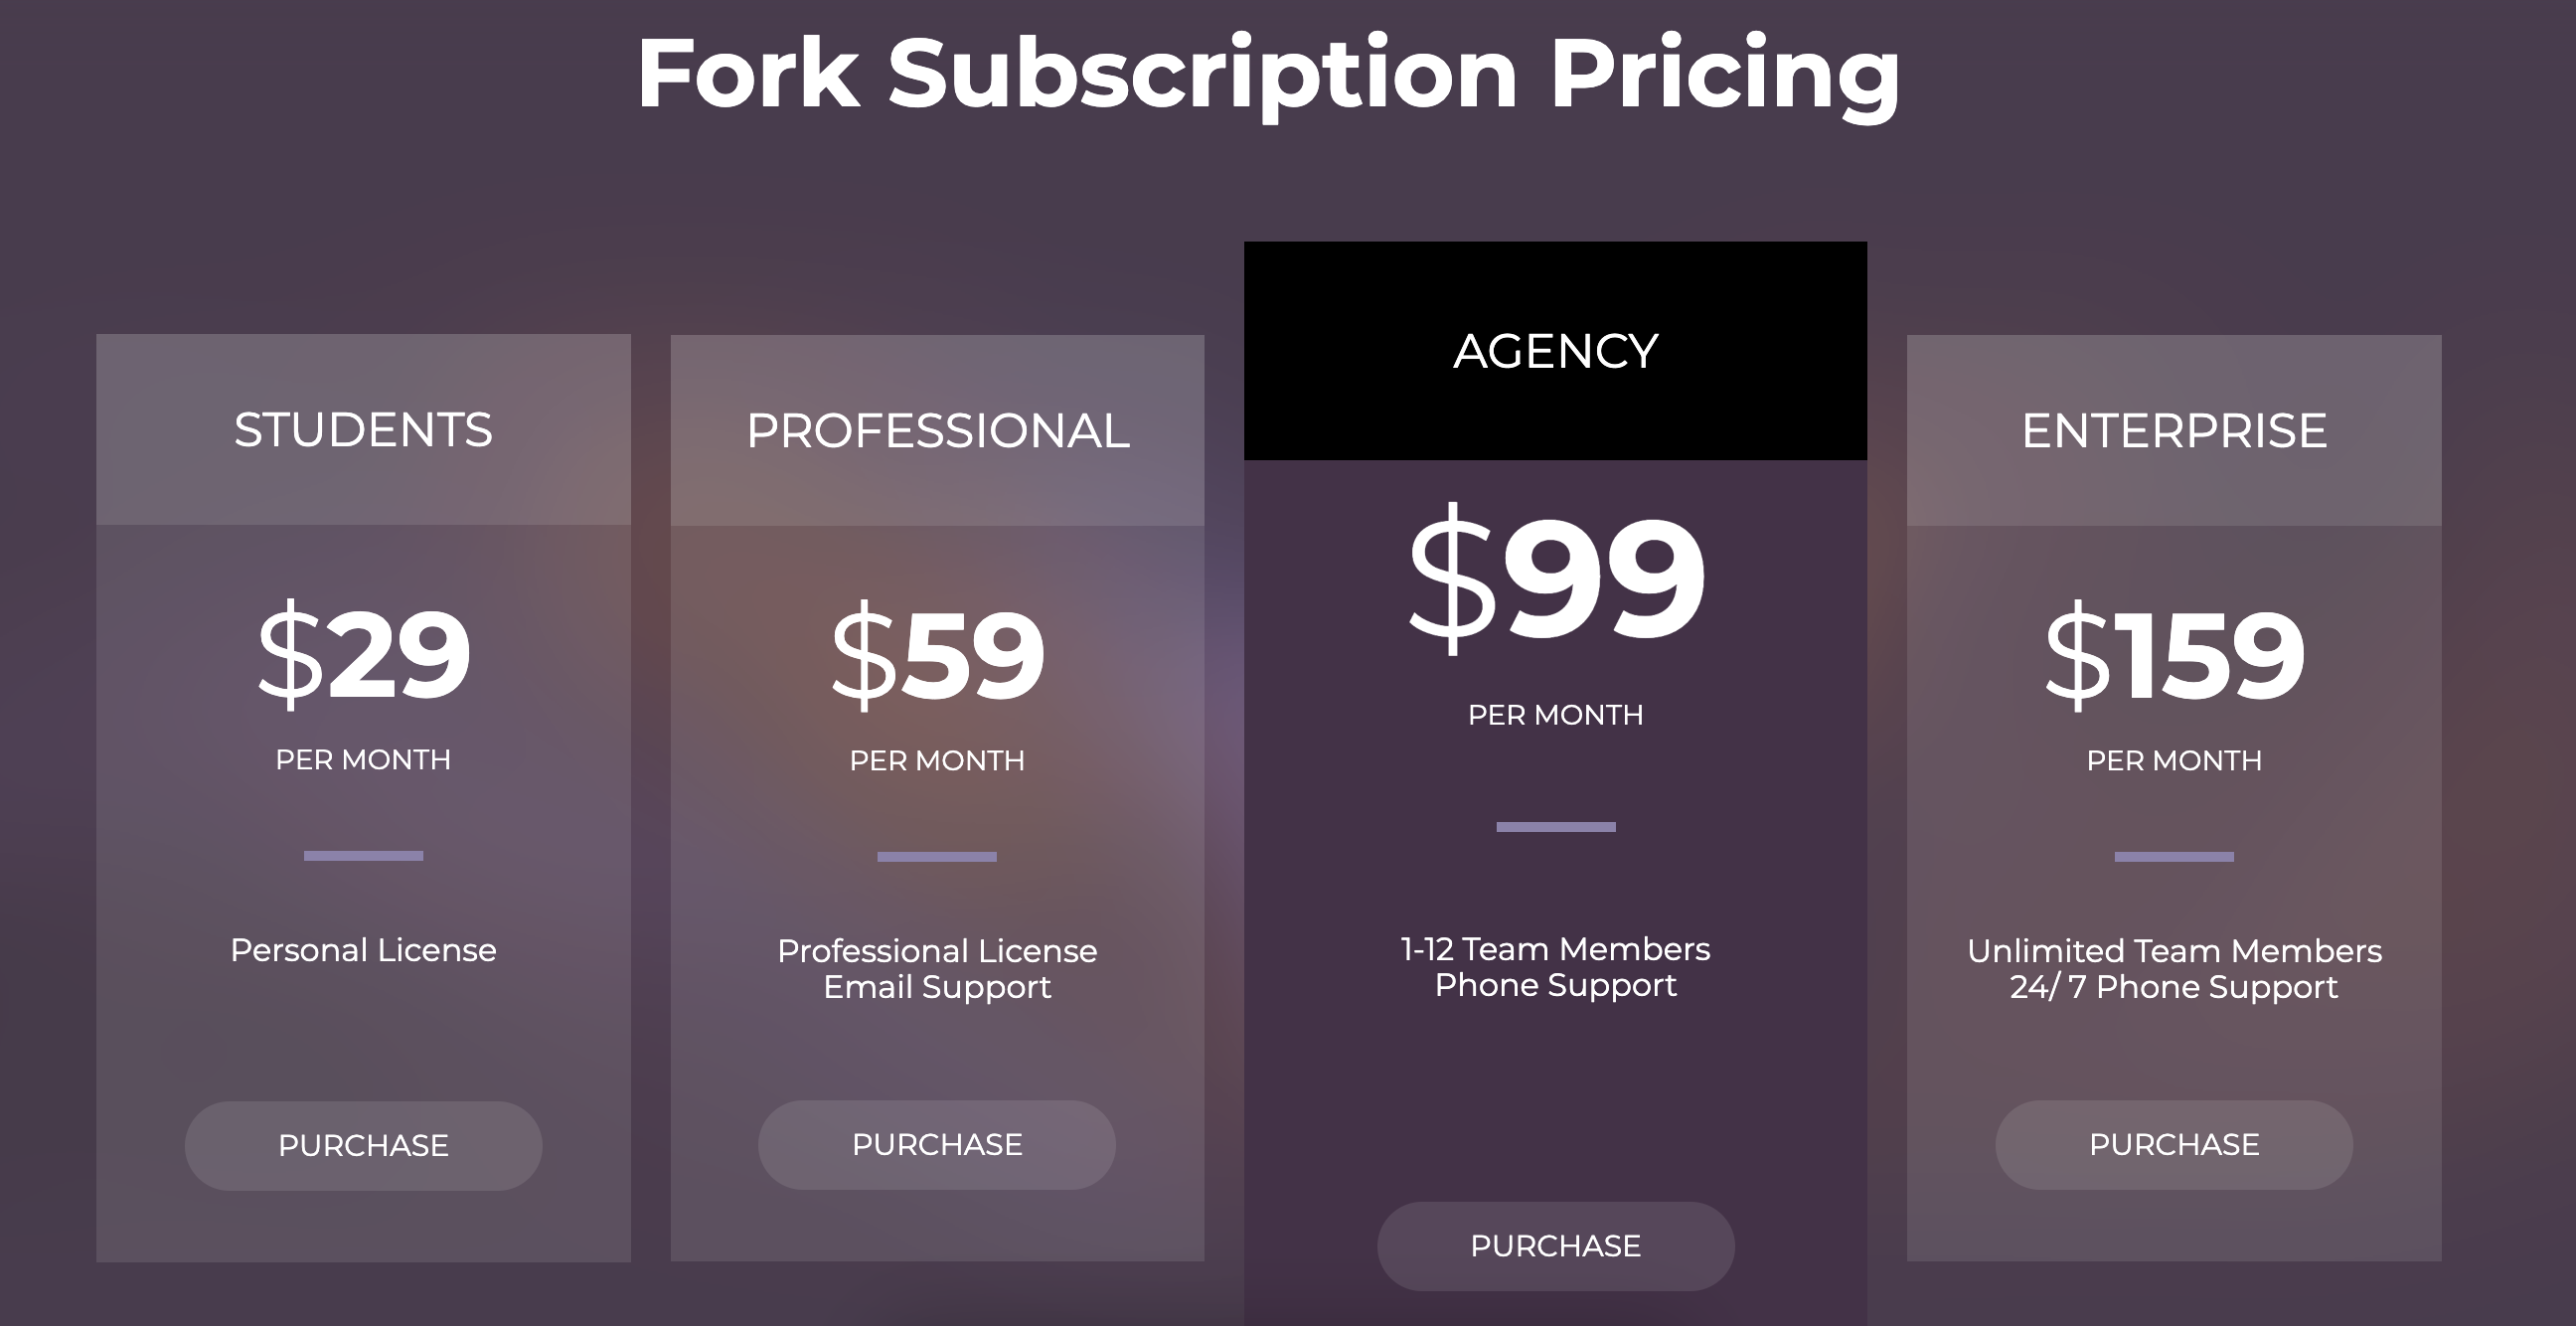 Fork Subscription Pricing
STUDENTS
$29
PER MONTH
Personal License
PURCHASE
PROFESSIONAL
$59
PER MONTH
Professional License
Email Support
PURCHASE
AGENCY
$99
PER MONTH
1-12 Team Members
Phone Support
PURCHASE
ENTERPRISE
$159
PER MONTH
Unlimited Team Members
24/ 7 Phone Support
PURCHASE